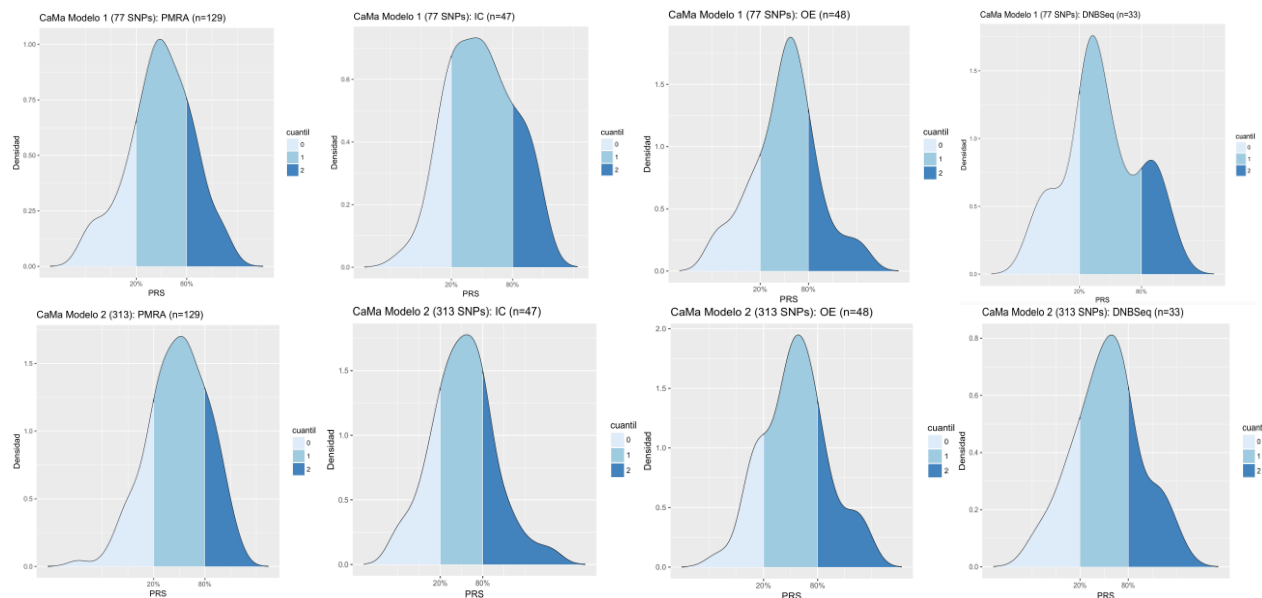 CaMa Modelo 1 (77 SNPs): PMRA (n=129)
1.00
0.75
0.50
0.25
0.00
Densidad
20%
80%
PRS
cuantil
0
1
2
CaMa Modelo 1 (77 SNPs): IC (n=47)
0.6
0.4
0.2
0.0
Densidad
20%
80%
PRS
cuantil
0
1
2
CaMa Modelo 1 (77 SNPs): OE (n=48)
1.5
1.0
0.5
0.0
Densidad
20%
80%
PRS
cuantil
0
1
2
CaMa Modelo 1 (77 SNPs): DNBSeq (n=33)
1.5
1.0
0.5
0.0
Densidad
20%
80%
PRS
cuantil
0
1
2
CaMa Modelo 2 (313): PMRA (n=129)
1.5
1.0
0.5
0.0
Densidad
20%
80%
PRS
cuantil
0
1
2
CaMa Modelo 2 (313 SNPs): IC (n=47)
1.5
1.0
0.5
0.0
Densidad
20%
80%
PRS
cuantil
0
1
2
CaMa Modelo 2 (313 SNPs): OE (n=48)
2.0
1.5
1.0
0.5
0.0
Densidad
20%
80%
PRS
cuantil
0
1
2
CaMa Modelo 2 (313 SNPs): DNBSeq (n=33)
0.8
0.6
0.4
0.2
0.0
Densidad
20%
80%
PRS
cuantil
0
1
2